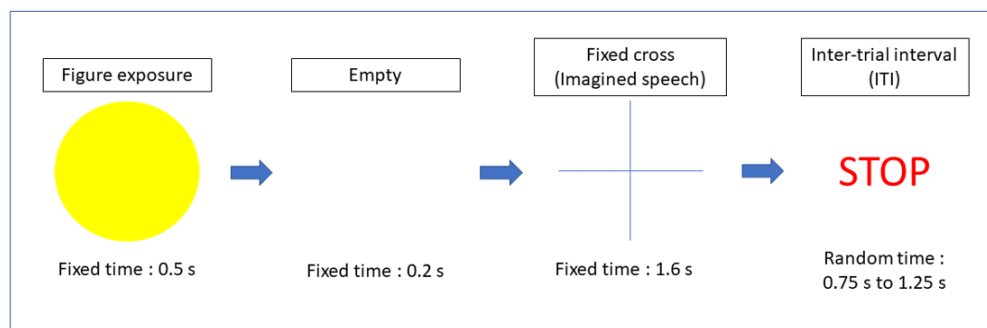 Figure exposure
Empty
Fixed cross
(Imagined speech)
Inter-trial interval
(ITI)
STOP
Fixed time : 0.5 s
Fixed time : 0.2 s
Fixed time : 1.6 s
Random time :
0.75 s to 1.25 s